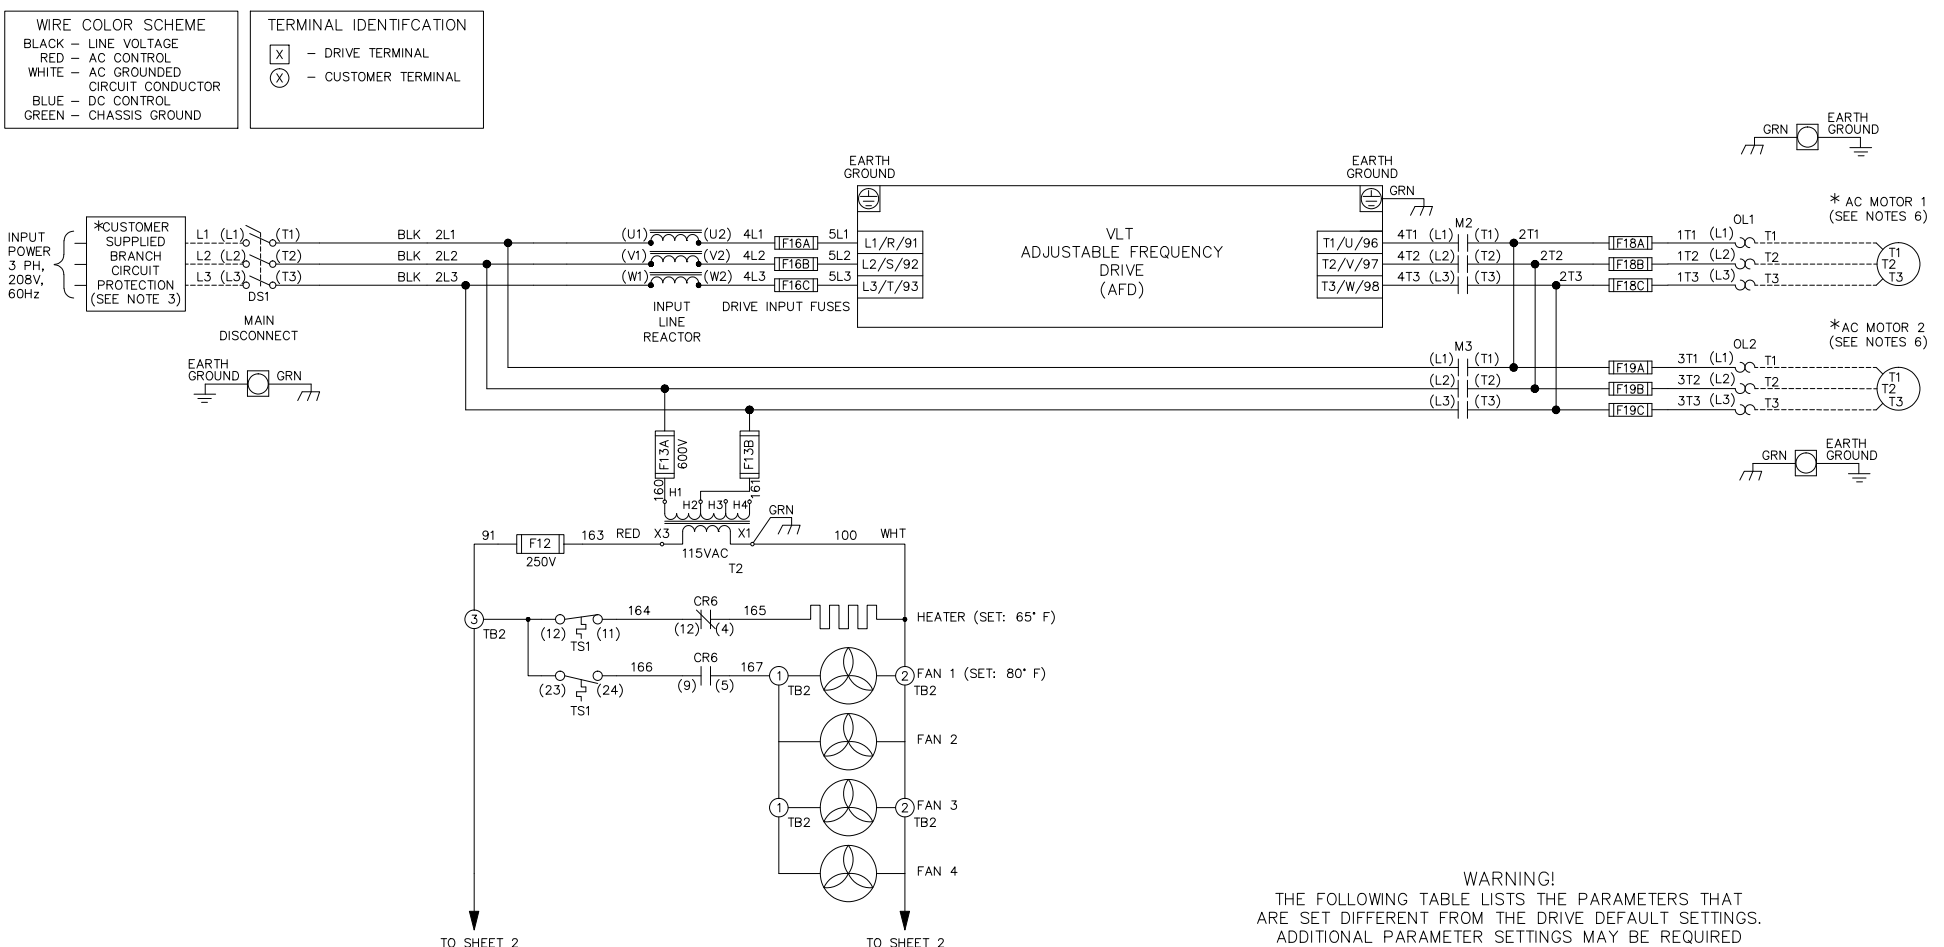 WIRE COLOR SCHEME
BLACK – LINE VOLTAGE
RED – AC CONTROL
WHITE – AC GROUNDED
CIRCUIT CONDUCTOR
BLUE – DC CONTROL
GREEN – CHASSIS GROUND
TERMINAL IDENTIFCATION
X – DRIVE TERMINAL
X – CUSTOMER TERMINAL
GRN
EARTH
GROUND
INPUT
POWER
3 PH,
208V,
60Hz
*CUSTOMER
SUPPLIED
BRANCH
CIRCUIT
PROTECTION
(SEE NOTE 3)
L1 (L1) (T1) BLK 2L1 (U1) (U2) 4L1 F16A 5L1 L1/R/91
L2 (L2) (T2) BLK 2L2 (V1) (V2) 4L2 F16B 5L2 L2/S/92
L3 (L3) (T3) BLK 2L3 (W1) (W2) 4L3 F16C 5L3 L3/T/93
DS1
MAIN
DISCONNECT
INPUT
LINE
REACTOR
DRIVE INPUT FUSES
EARTH
GROUND
VLT
ADJUSTABLE FREQUENCY
DRIVE
(AFD)
EARTH
GROUND
GRN
M2
T1/U/96 4T1 (L1) (T1) 2T1 F18A 1T1 (L1) T1
T2/V/97 4T2 (L2) (T2) 2T2 F18B 1T2 (L2) T2
T3/W/98 4T3 (L3) (T3) 2T3 F18C 1T3 (L3) T3
OL1
* AC MOTOR 1
(SEE NOTES 6)
T1
T2
T3
EARTH
GROUND
GRN
M3
(L1) (T1) F19A 3T1 (L1) T1
(L2) (T2) F19B 3T2 (L2) T2
(L3) (T3) F19C 3T3 (L3) T3
OL2
*AC MOTOR 2
(SEE NOTES 6)
T1
T2
T3
GRN
EARTH
GROUND
F13A
600V
F13B
160
161
H1
H2 H3 H4
GRN
91 F12 163 RED X3 X1 100 WHT
250V
115VAC
T2
3
TB2
(12) (11)
TS1
164
CR6
(12) (4)
165
HEATER (SET: 65° F)
(23) (24)
TS1
166
CR6
(9) (5)
167
1
TB2
2
TB2
FAN 1 (SET: 80° F)
FAN 2
1
TB2
2
TB2
FAN 3
FAN 4
TO SHEET 2
TO SHEET 2
WARNING!
THE FOLLOWING TABLE LISTS THE PARAMETERS THAT
ARE SET DIFFERENT FROM THE DRIVE DEFAULT SETTINGS.
ADDITIONAL PARAMETER SETTINGS MAY BE REQUIRED